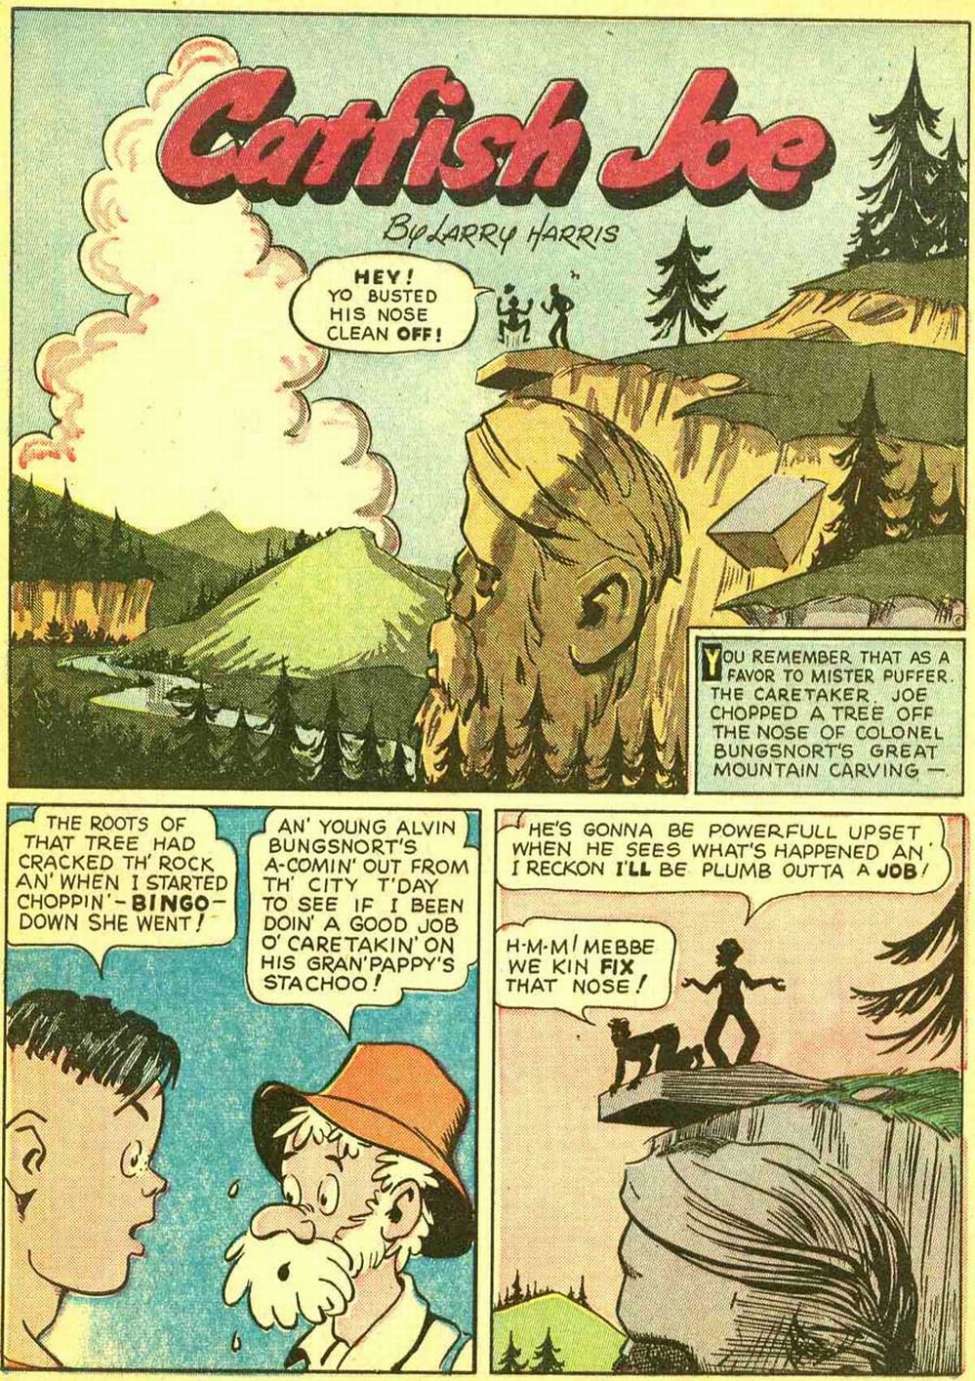 Catfish Joe
By LARRY HARRIS
HEY!
YO BUSTED
HIS NOSE
CLEAN OFF!
YOU REMEMBER THAT AS A
FAVOR TO MISTER PUFFER.
THE CARETAKER, JOE
CHOPPED A TREE OFF
THE NOSE OF COLONEL
BUNGSNORT'S GREAT
MOUNTAIN CARVING —
THE ROOTS OF
THAT TREE HAD
CRACKED TH' ROCK
AN' WHEN I STARTED
CHOPPIN' - BINGO -
DOWN SHE WENT!
AN' YOUNG ALVIN
BUNGSNORT'S
A-COMIN' OUT FROM
TH' CITY T'DAY
TO SEE IF I BEEN
DOIN' A GOOD JOB
O' CARETAKIN' ON
HIS GRAN'PAPPY'S
STACHOO!
HE'S GONNA BE POWERFULL UPSET
WHEN HE SEES WHAT'S HAPPENED AN'
I RECKON I'LL BE PLUMB OUTTA A JOB!
H-M-M! MEBBE
WE KIN FIX
THAT NOSE!